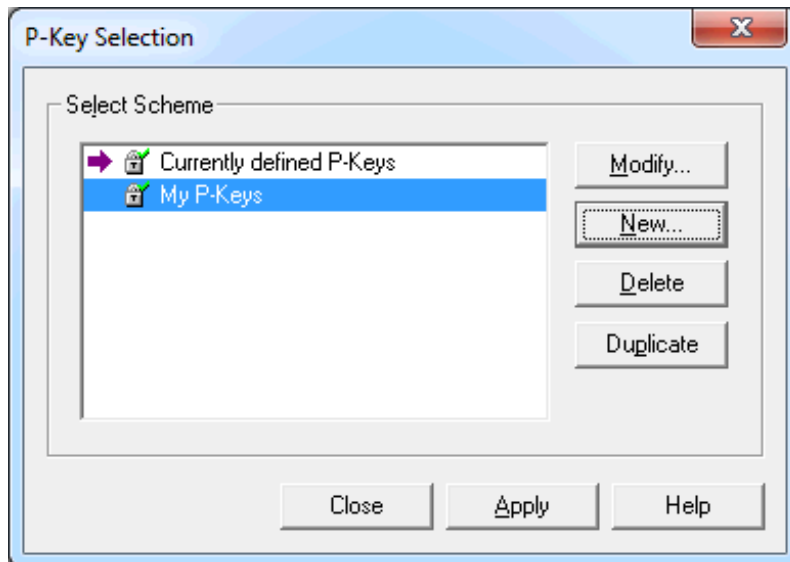 P-Key Selection
Select Scheme
Currently defined P-Keys
My P-Keys
Modify...
New...
Delete
Duplicate
Close
Apply
Help